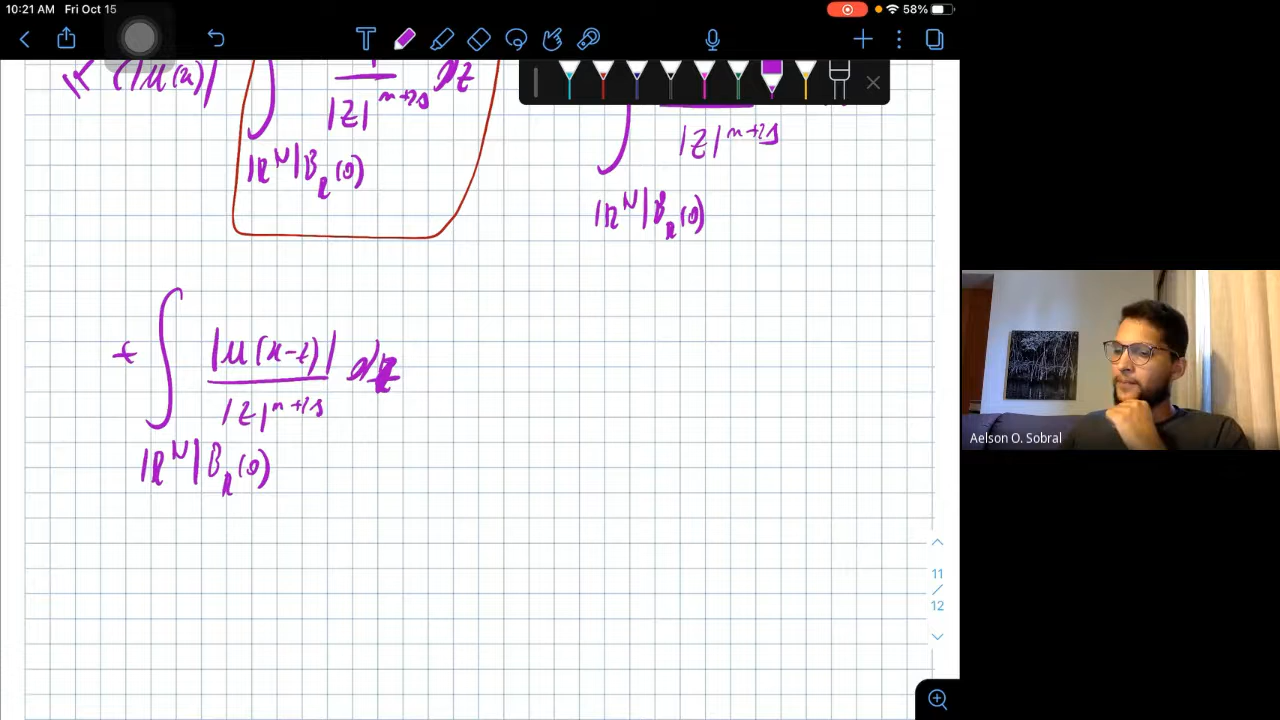 10:21 AM Fri Oct 15
58%
|u(x)|
∫ 1/|z|^{n+2s} dz
ℝ^N|B_R(0)
|z|^{n+2s}
ℝ^N|B_R(0)
+ ∫ |u(x-z)|/|z|^{n+2s} dz
ℝ^N|B_R(0)
Aelson O. Sobral
11
/
12